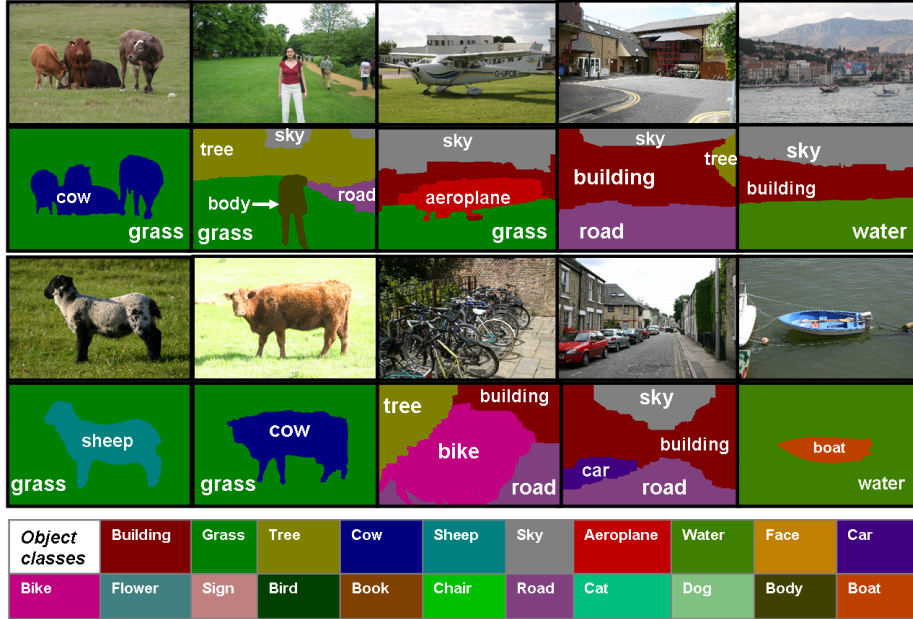 G-UFCB
sky
tree
body
road
grass
cow
grass
sky
aeroplane
grass
sky
tree
building
road
sky
building
water
sheep
grass
cow
grass
tree
building
bike
road
sky
building
car
road
boat
water
Object classes Building Grass Tree Cow Sheep Sky Aeroplane Water Face Car
Bike Flower Sign Bird Book Chair Road Cat Dog Body Boat